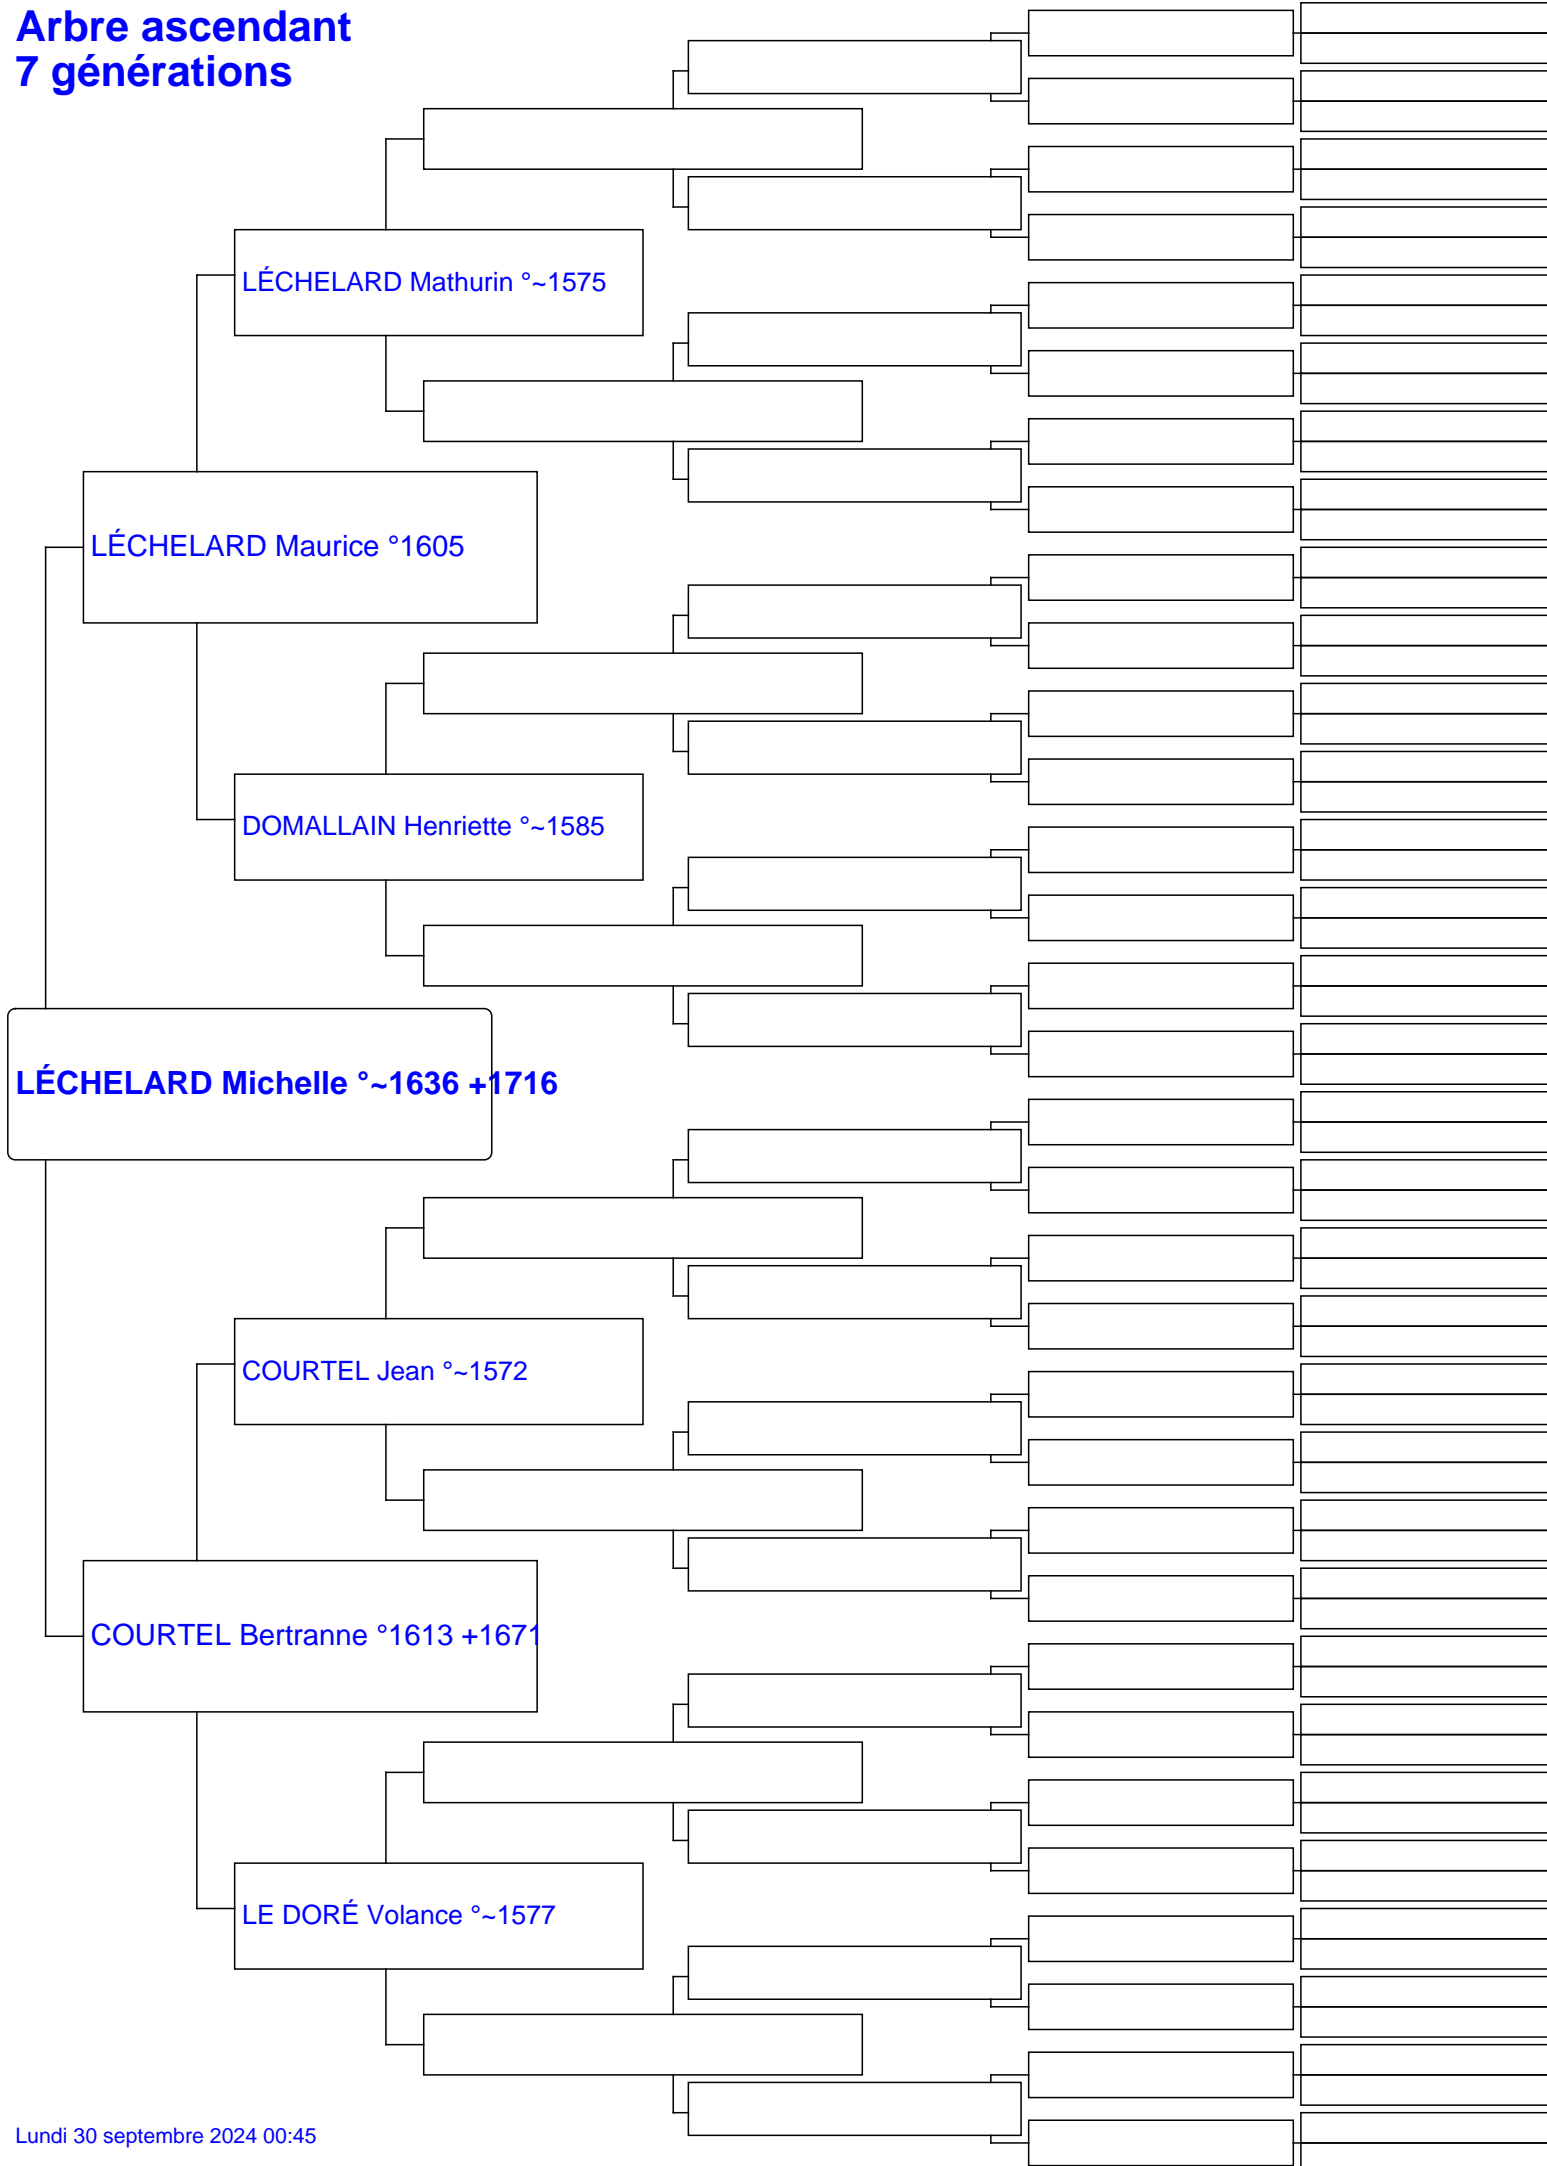 Arbre ascendant
7 générations
LÉCHELARD Mathurin °~1575
LÉCHELARD Maurice °1605
DOMALLAIN Henriette °~1585
LÉCHELARD Michelle °~1636 +1716
COURTEL Jean °~1572
COURTEL Bertranne °1613 +1671
LE DORÉ Volance °~1577
Lundi 30 septembre 2024 00:45